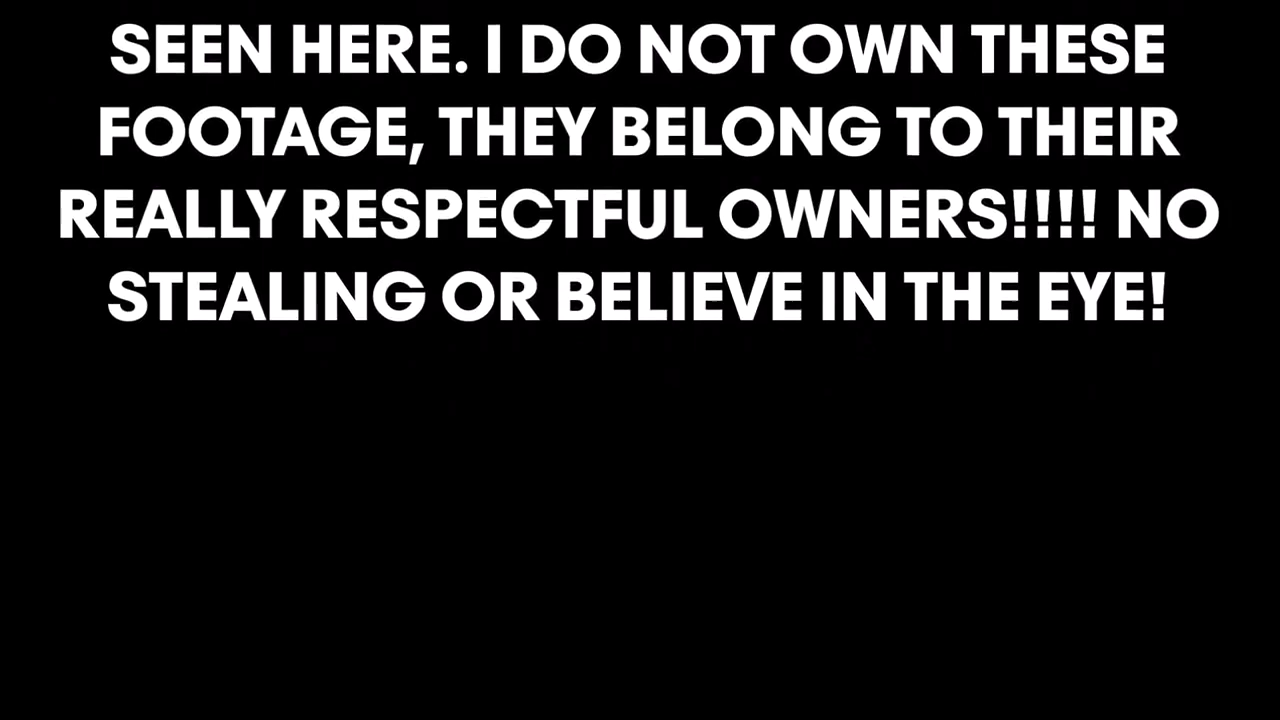 SEEN HERE. I DO NOT OWN THESE
FOOTAGE, THEY BELONG TO THEIR
REALLY RESPECTFUL OWNERS!!!! NO
STEALING OR BELIEVE IN THE EYE!